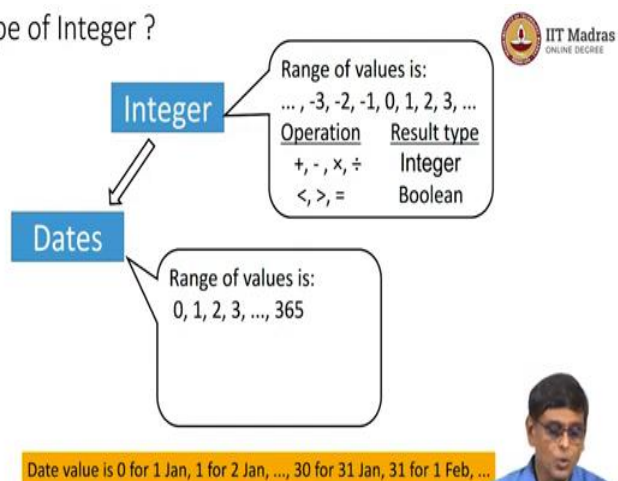 of Integer ?
IIT Madras
ONLINE DEGREE
Integer
Range of values is:
... , -3, -2, -1, 0, 1, 2, 3, ...
Operation Result type
+, - , ×, ÷ Integer
<, >, = Boolean
Dates
Range of values is:
0, 1, 2, 3, ..., 365
Date value is 0 for 1 Jan, 1 for 2 Jan, ..., 30 for 31 Jan, 31 for 1 Feb, ...